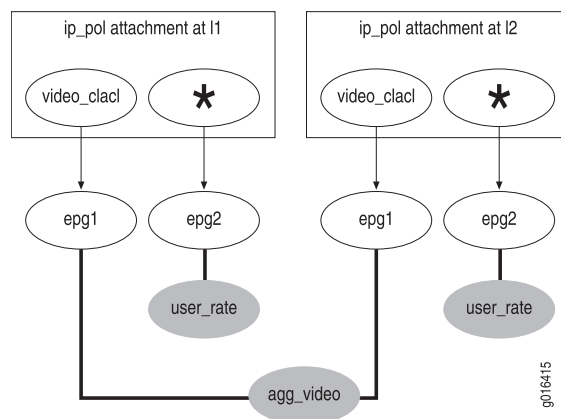 ip_pol attachment at l1
ip_pol attachment at l2
video_clacl
*
video_clacl
*
epg1
epg2
epg1
epg2
user_rate
user_rate
agg_video
g016415